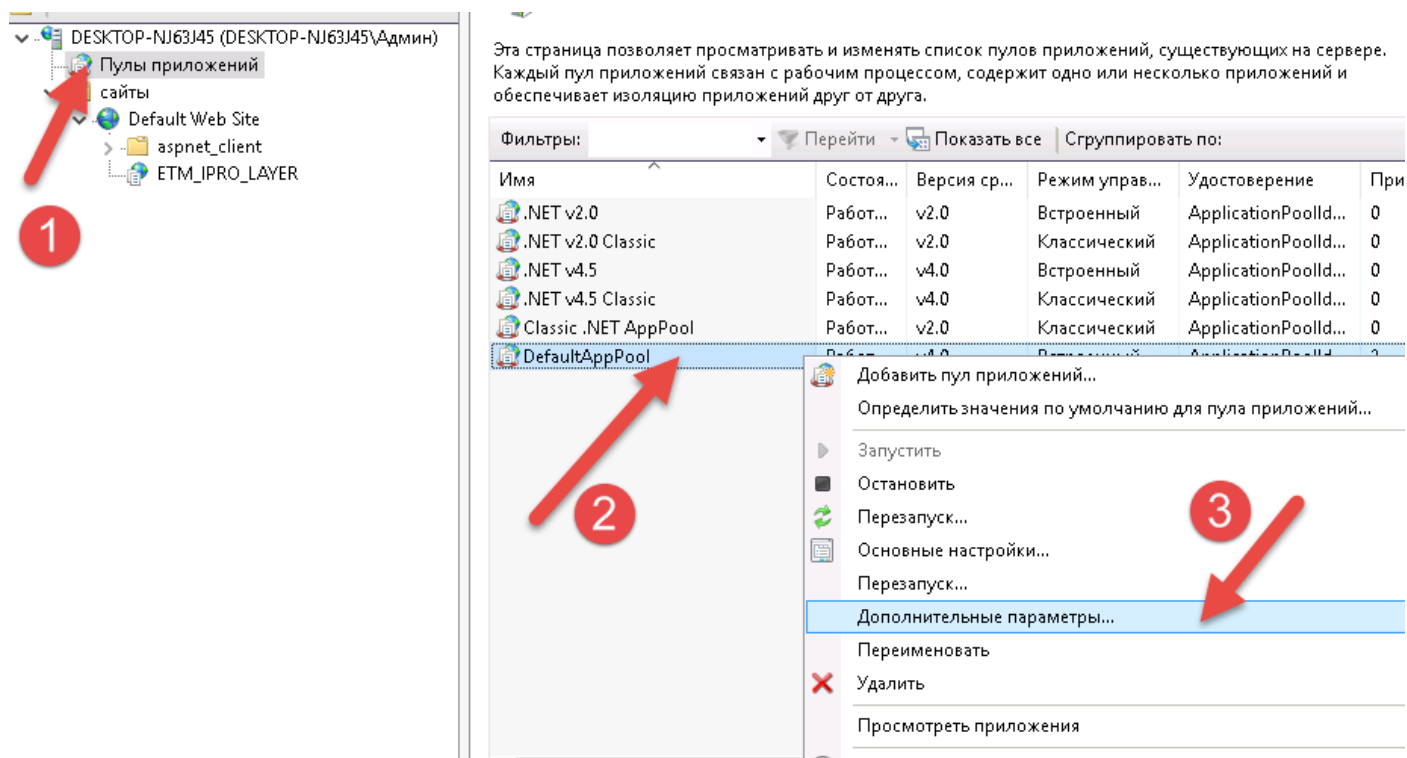 DESKTOP-NJ63J45 (DESKTOP-NJ63J45\Админ)
Пулы приложений
сайты
Default Web Site
aspnet_client
ETM_IPRO_LAYER
1
Эта страница позволяет просматривать и изменять список пулов приложений, существующих на сервере.
Каждый пул приложений связан с рабочим процессом, содержит одно или несколько приложений и
обеспечивает изоляцию приложений друг от друга.
Фильтры: Перейти Показать все Сгруппировать по:
Имя Состоя... Версия ср... Режим управ... Удостоверение При
.NET v2.0 Работ... v2.0 Встроенный ApplicationPoolId... 0
.NET v2.0 Classic Работ... v2.0 Классический ApplicationPoolId... 0
.NET v4.5 Работ... v4.0 Встроенный ApplicationPoolId... 0
.NET v4.5 Classic Работ... v4.0 Классический ApplicationPoolId... 0
Classic .NET AppPool Работ... v2.0 Классический ApplicationPoolId... 0
DefaultAppPool
2
Добавить пул приложений...
Определить значения по умолчанию для пула приложений...
Запустить
Остановить
Перезапуск...
Основные настройки...
Перезапуск...
Дополнительные параметры...
Переименовать
Удалить
Просмотреть приложения
3